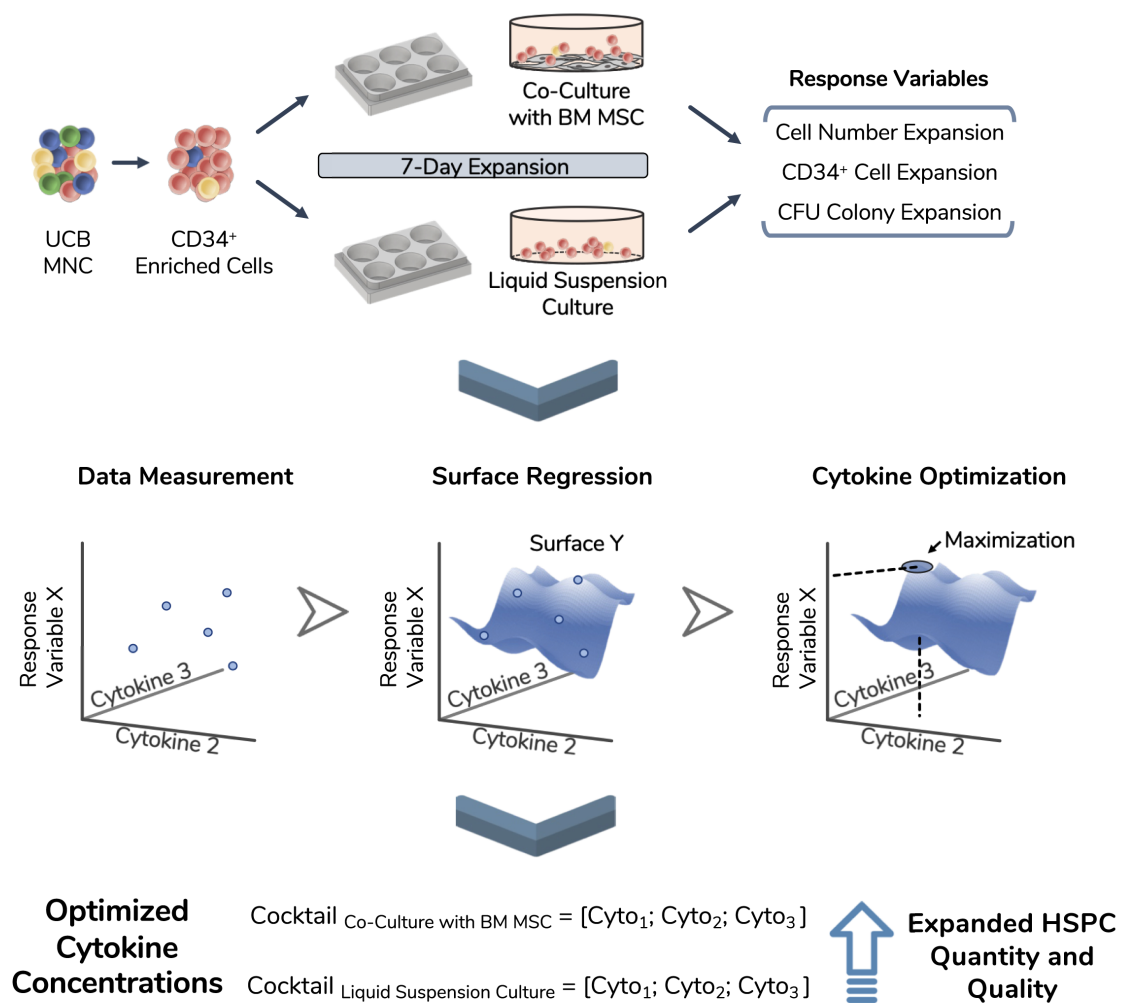 UCB
MNC
CD34⁺
Enriched Cells
Co-Culture
with BM MSC
7-Day Expansion
Liquid Suspension
Culture
Response Variables
Cell Number Expansion
CD34⁺ Cell Expansion
CFU Colony Expansion
Data Measurement
Response
Variable X
Cytokine 3
Cytokine 2
Surface Regression
Surface Y
Response
Variable X
Cytokine 3
Cytokine 2
Cytokine Optimization
Maximization
Response
Variable X
Cytokine 3
Cytokine 2
Optimized
Cytokine
Concentrations
Cocktail Co-Culture with BM MSC = [Cyto₁; Cyto₂; Cyto₃]
Cocktail Liquid Suspension Culture = [Cyto₁; Cyto₂; Cyto₃]
Expanded HSPC
Quantity and
Quality